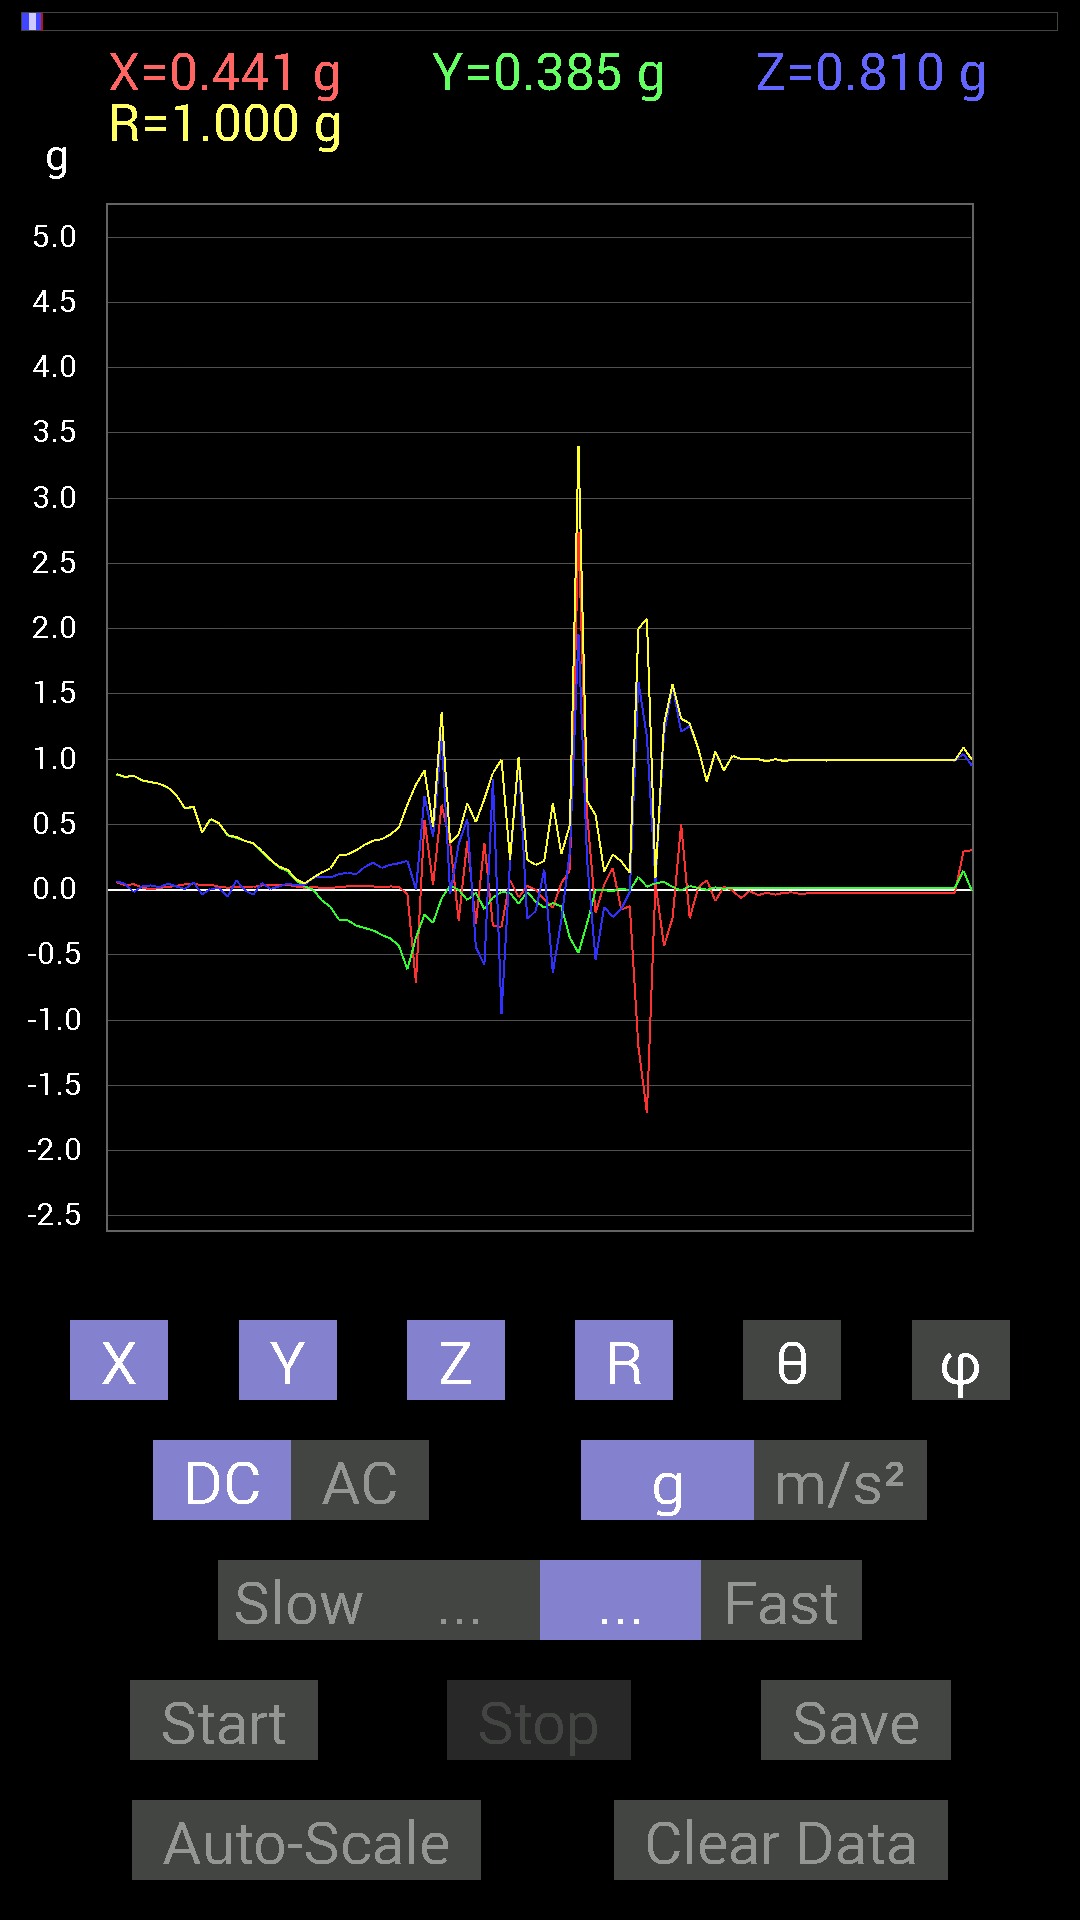 X=0.441 g Y=0.385 g Z=0.810 g
R=1.000 g
g
5.0
4.5
4.0
3.5
3.0
2.5
2.0
1.5
1.0
0.5
0.0
-0.5
-1.0
-1.5
-2.0
-2.5
X Y Z R θ φ
DC AC g m/s²
Slow ... ... Fast
Start Stop Save
Auto-Scale Clear Data